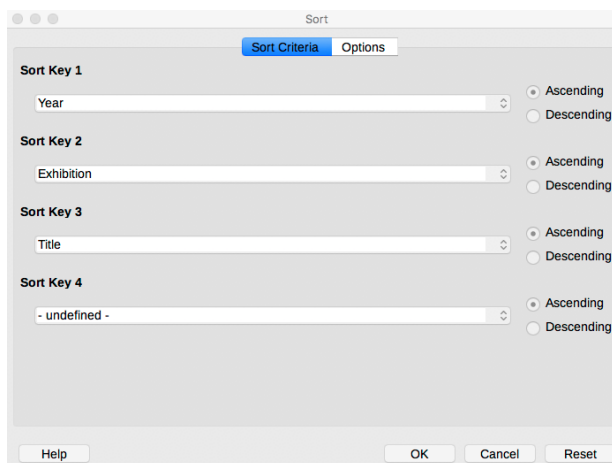 Sort
Sort Criteria Options
Sort Key 1
Year
Ascending
Descending
Sort Key 2
Exhibition
Ascending
Descending
Sort Key 3
Title
Ascending
Descending
Sort Key 4
- undefined -
Ascending
Descending
Help OK Cancel Reset